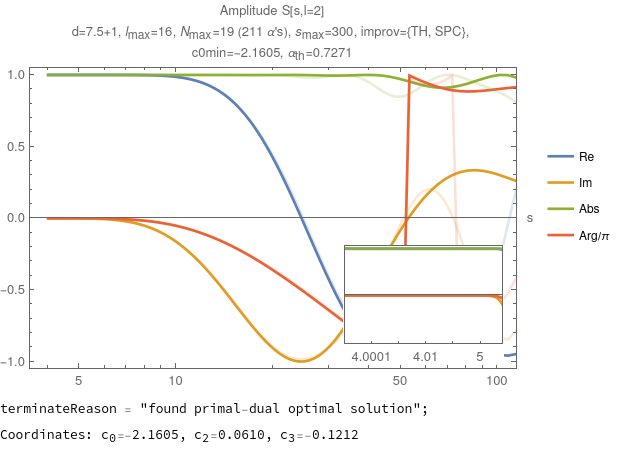 Amplitude S[s,l=2]
d=7.5+1, lmax=16, Nmax=19 (211 α's), smax=300, improv={TH, SPC},
c0min=−2.1605, αth=0.7271
1.0
0.5
0.0
−0.5
−1.0
5
10
50
100
s
4.0001
4.01
5
Re
Im
Abs
Arg/π
terminateReason = "found primal-dual optimal solution";
Coordinates: c0=-2.1605, c2=0.0610, c3=-0.1212